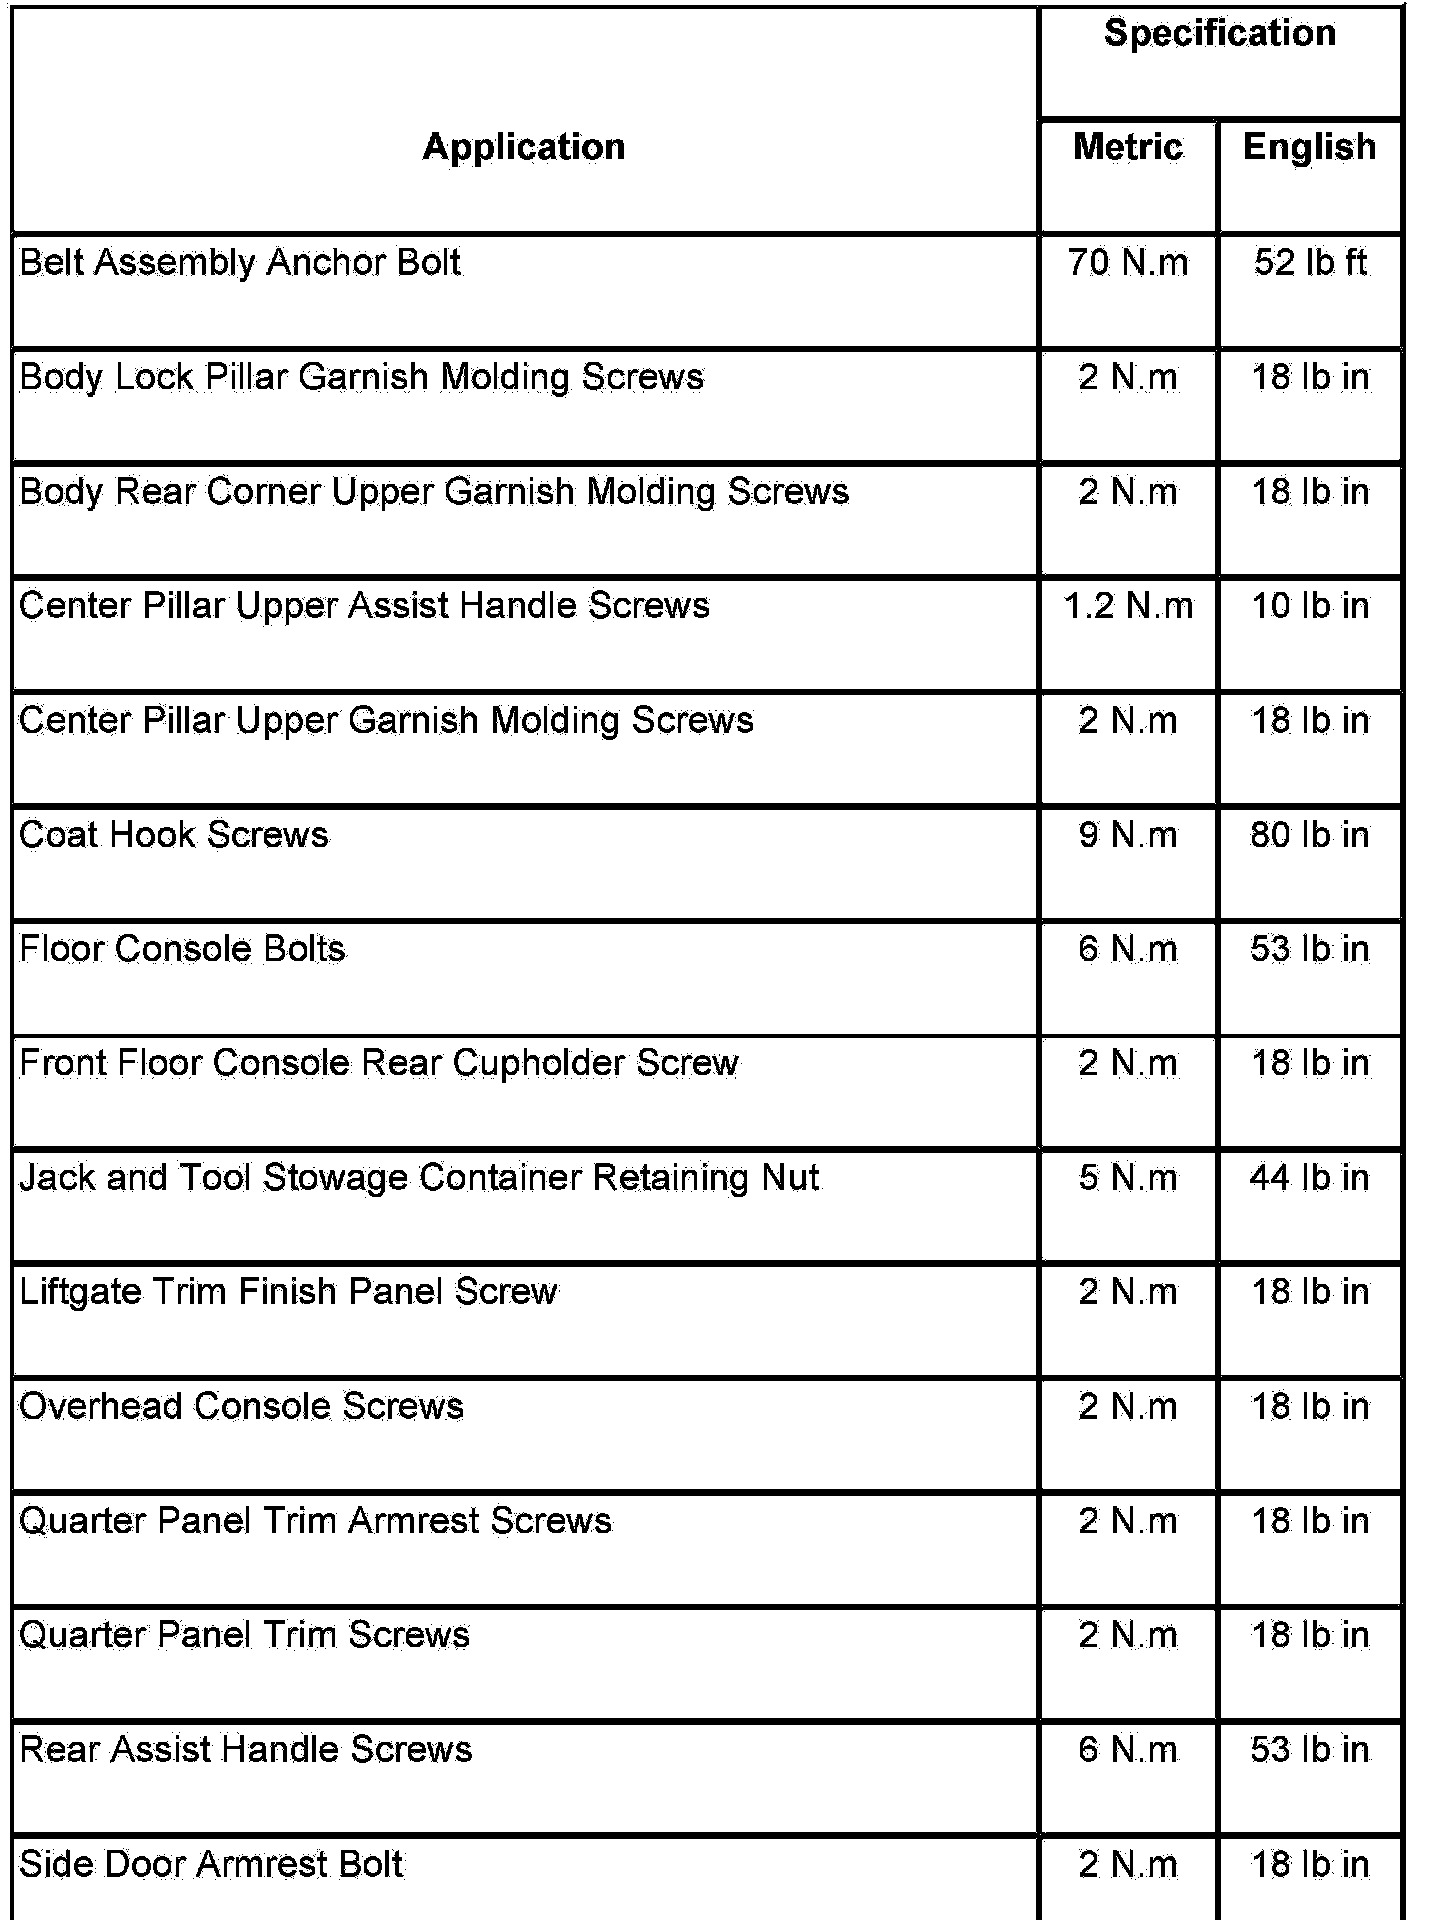 Specification
Application Metric English
Belt Assembly Anchor Bolt 70 N.m 52 lb ft
Body Lock Pillar Garnish Molding Screws 2 N.m 18 lb in
Body Rear Corner Upper Garnish Molding Screws 2 N.m 18 lb in
Center Pillar Upper Assist Handle Screws 1.2 N.m 10 lb in
Center Pillar Upper Garnish Molding Screws 2 N.m 18 lb in
Coat Hook Screws 9 N.m 80 lb in
Floor Console Bolts 6 N.m 53 lb in
Front Floor Console Rear Cupholder Screw 2 N.m 18 lb in
Jack and Tool Stowage Container Retaining Nut 5 N.m 44 lb in
Liftgate Trim Finish Panel Screw 2 N.m 18 lb in
Overhead Console Screws 2 N.m 18 lb in
Quarter Panel Trim Armrest Screws 2 N.m 18 lb in
Quarter Panel Trim Screws 2 N.m 18 lb in
Rear Assist Handle Screws 6 N.m 53 lb in
Side Door Armrest Bolt 2 N.m 18 lb in